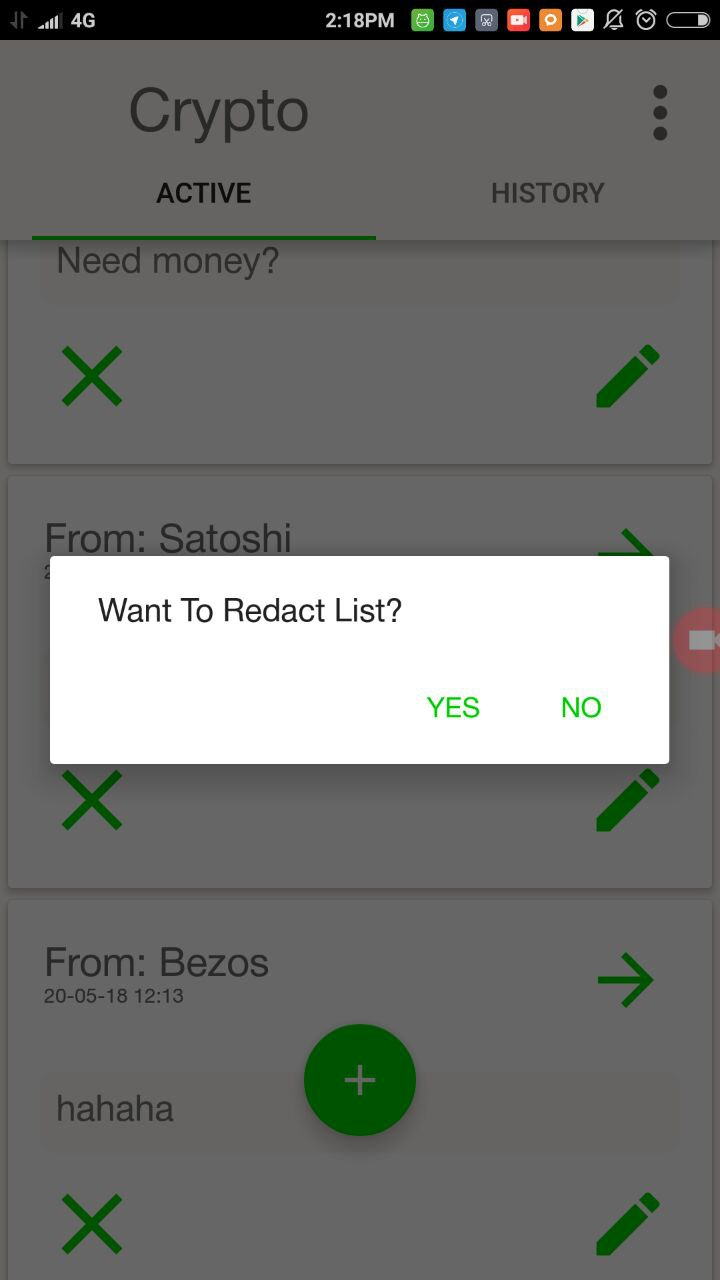 4G 2:18PM
Crypto
ACTIVE HISTORY
Need money?
From: Satoshi
Want To Redact List?
YES NO
From: Bezos
20-05-18 12:13
hahaha